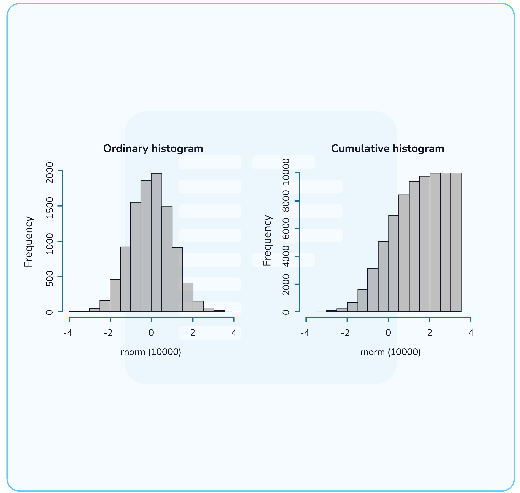 Ordinary histogram
Frequency
0 500 1000 1500 2000
-4 -2 0 2 4
rnorm (10000)
Cumulative histogram
Frequency
0 2000 4000 6000 8000 10000
-4 -2 0 2 4
rnorm (10000)